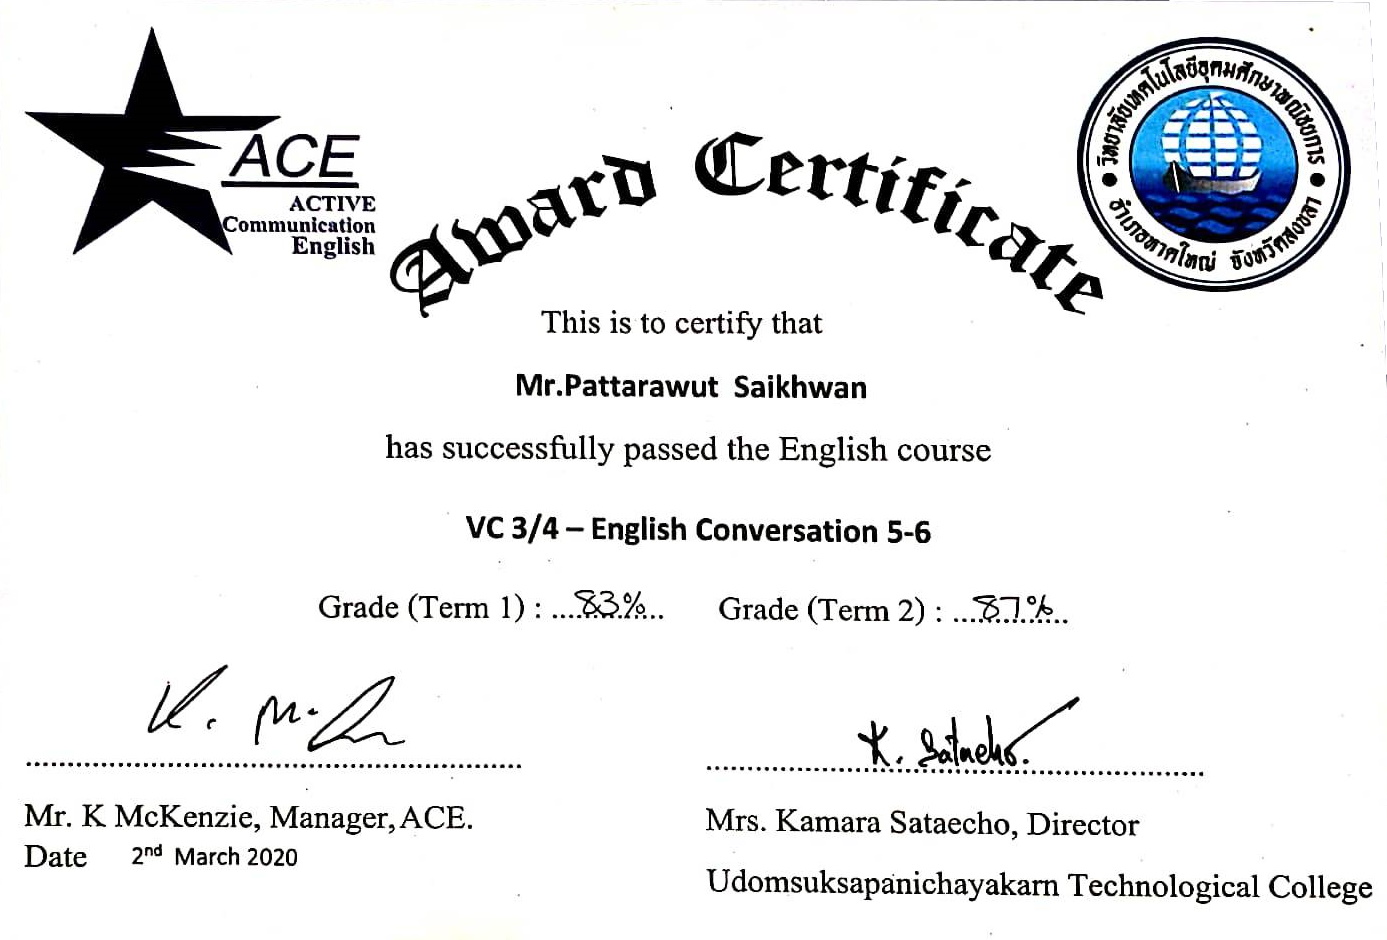 ACE
ACTIVE
Communication
English
Award Certificate
วิทยาลัยเทคโนโลยีอุดมศึกษาพณิชยการ
อำเภอหาดใหญ่ จังหวัดสงขลา
This is to certify that
Mr.Pattarawut Saikhwan
has successfully passed the English course
VC 3/4 – English Conversation 5-6
Grade (Term 1) : ...83%... Grade (Term 2) : ...87%...
K. Sataecho.
Mr. K McKenzie, Manager, ACE.
Date 2nd March 2020
Mrs. Kamara Sataecho, Director
Udomsuksapanichayakarn Technological College